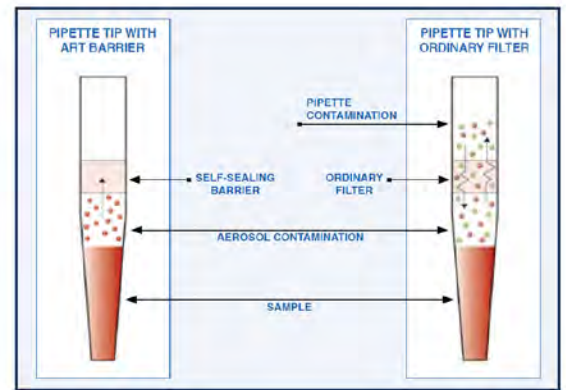 PIPETTE TIP WITH
ART BARRIER
PIPETTE TIP WITH
ORDINARY FILTER
PIPETTE
CONTAMINATION
SELF-SEALING
BARRIER
ORDINARY
FILTER
AEROSOL CONTAMINATION
SAMPLE